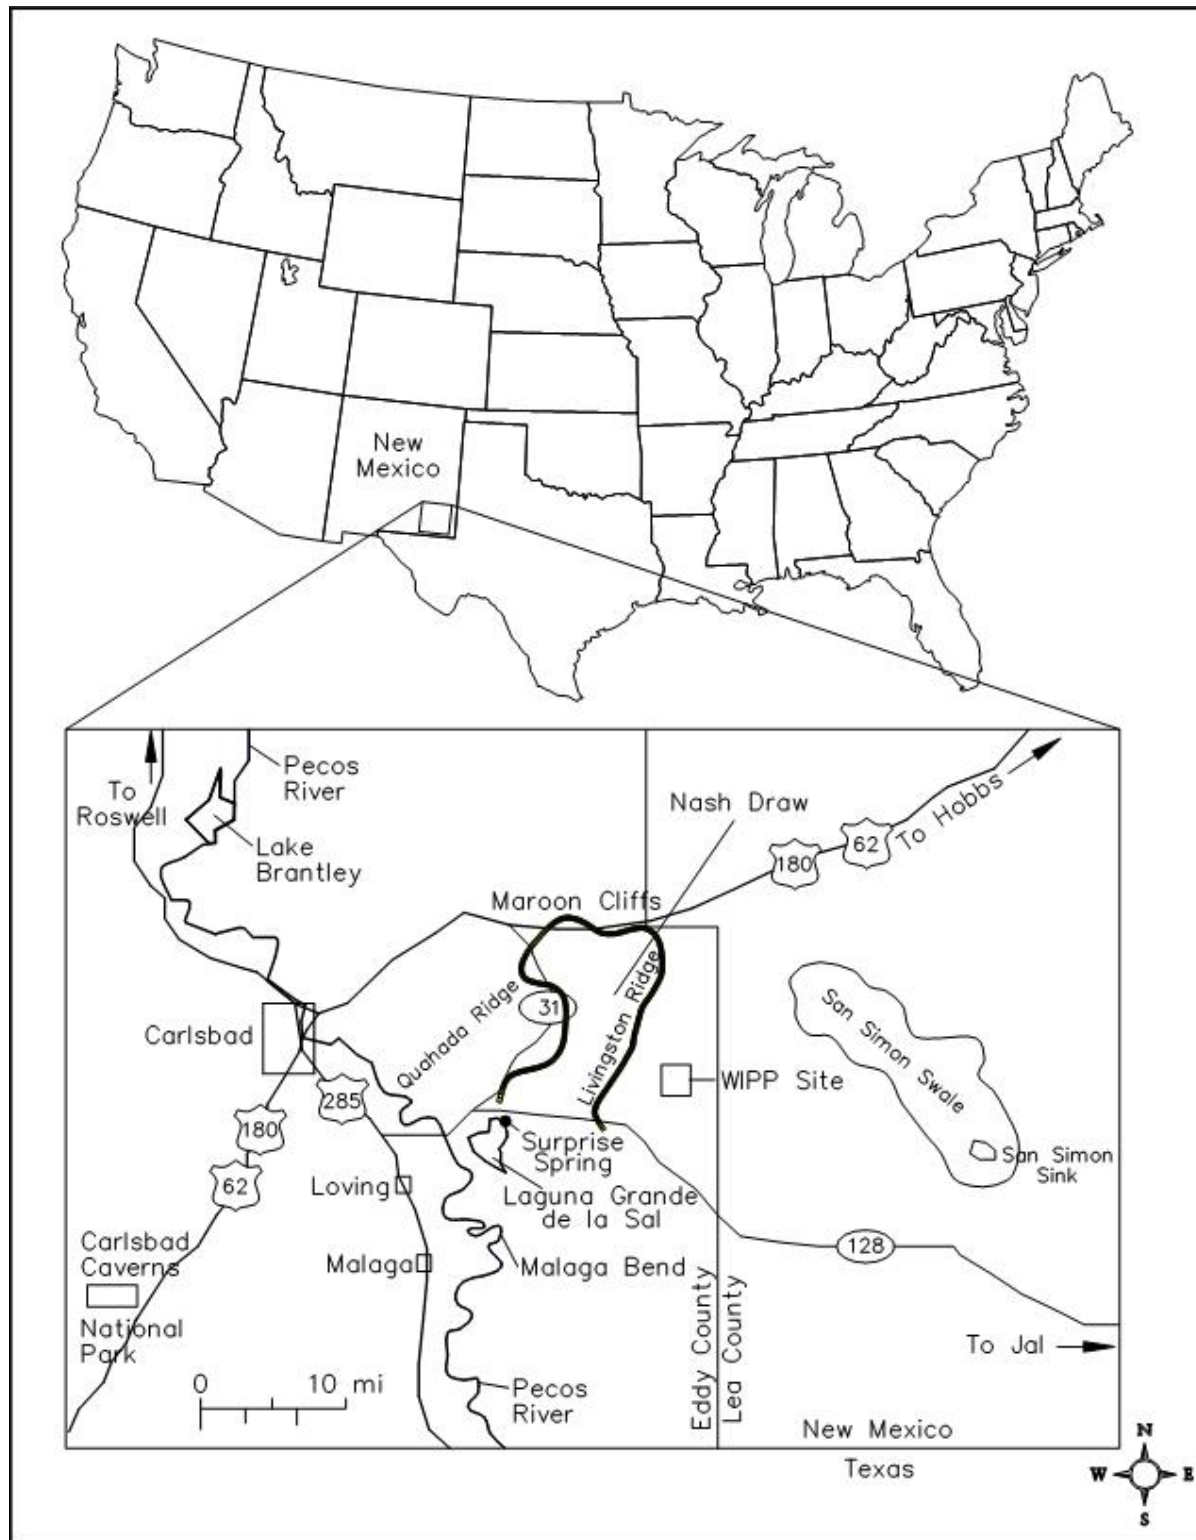 New
Mexico
Pecos
River
To
Roswell
Nash Draw
To Hobbs
62
180
Lake
Brantley
Maroon Cliffs
San Simon Swale
Livingston Ridge
Quahada Ridge
31
Carlsbad
WIPP Site
285
180
Surprise
Spring
San Simon
Sink
62
Loving
Laguna Grande
de la Sal
Carlsbad
Caverns
National
Park
Malaga
Malaga Bend
128
Eddy County
Lea County
To Jal
0 10 mi
Pecos
River
New Mexico
Texas
N
W E
S